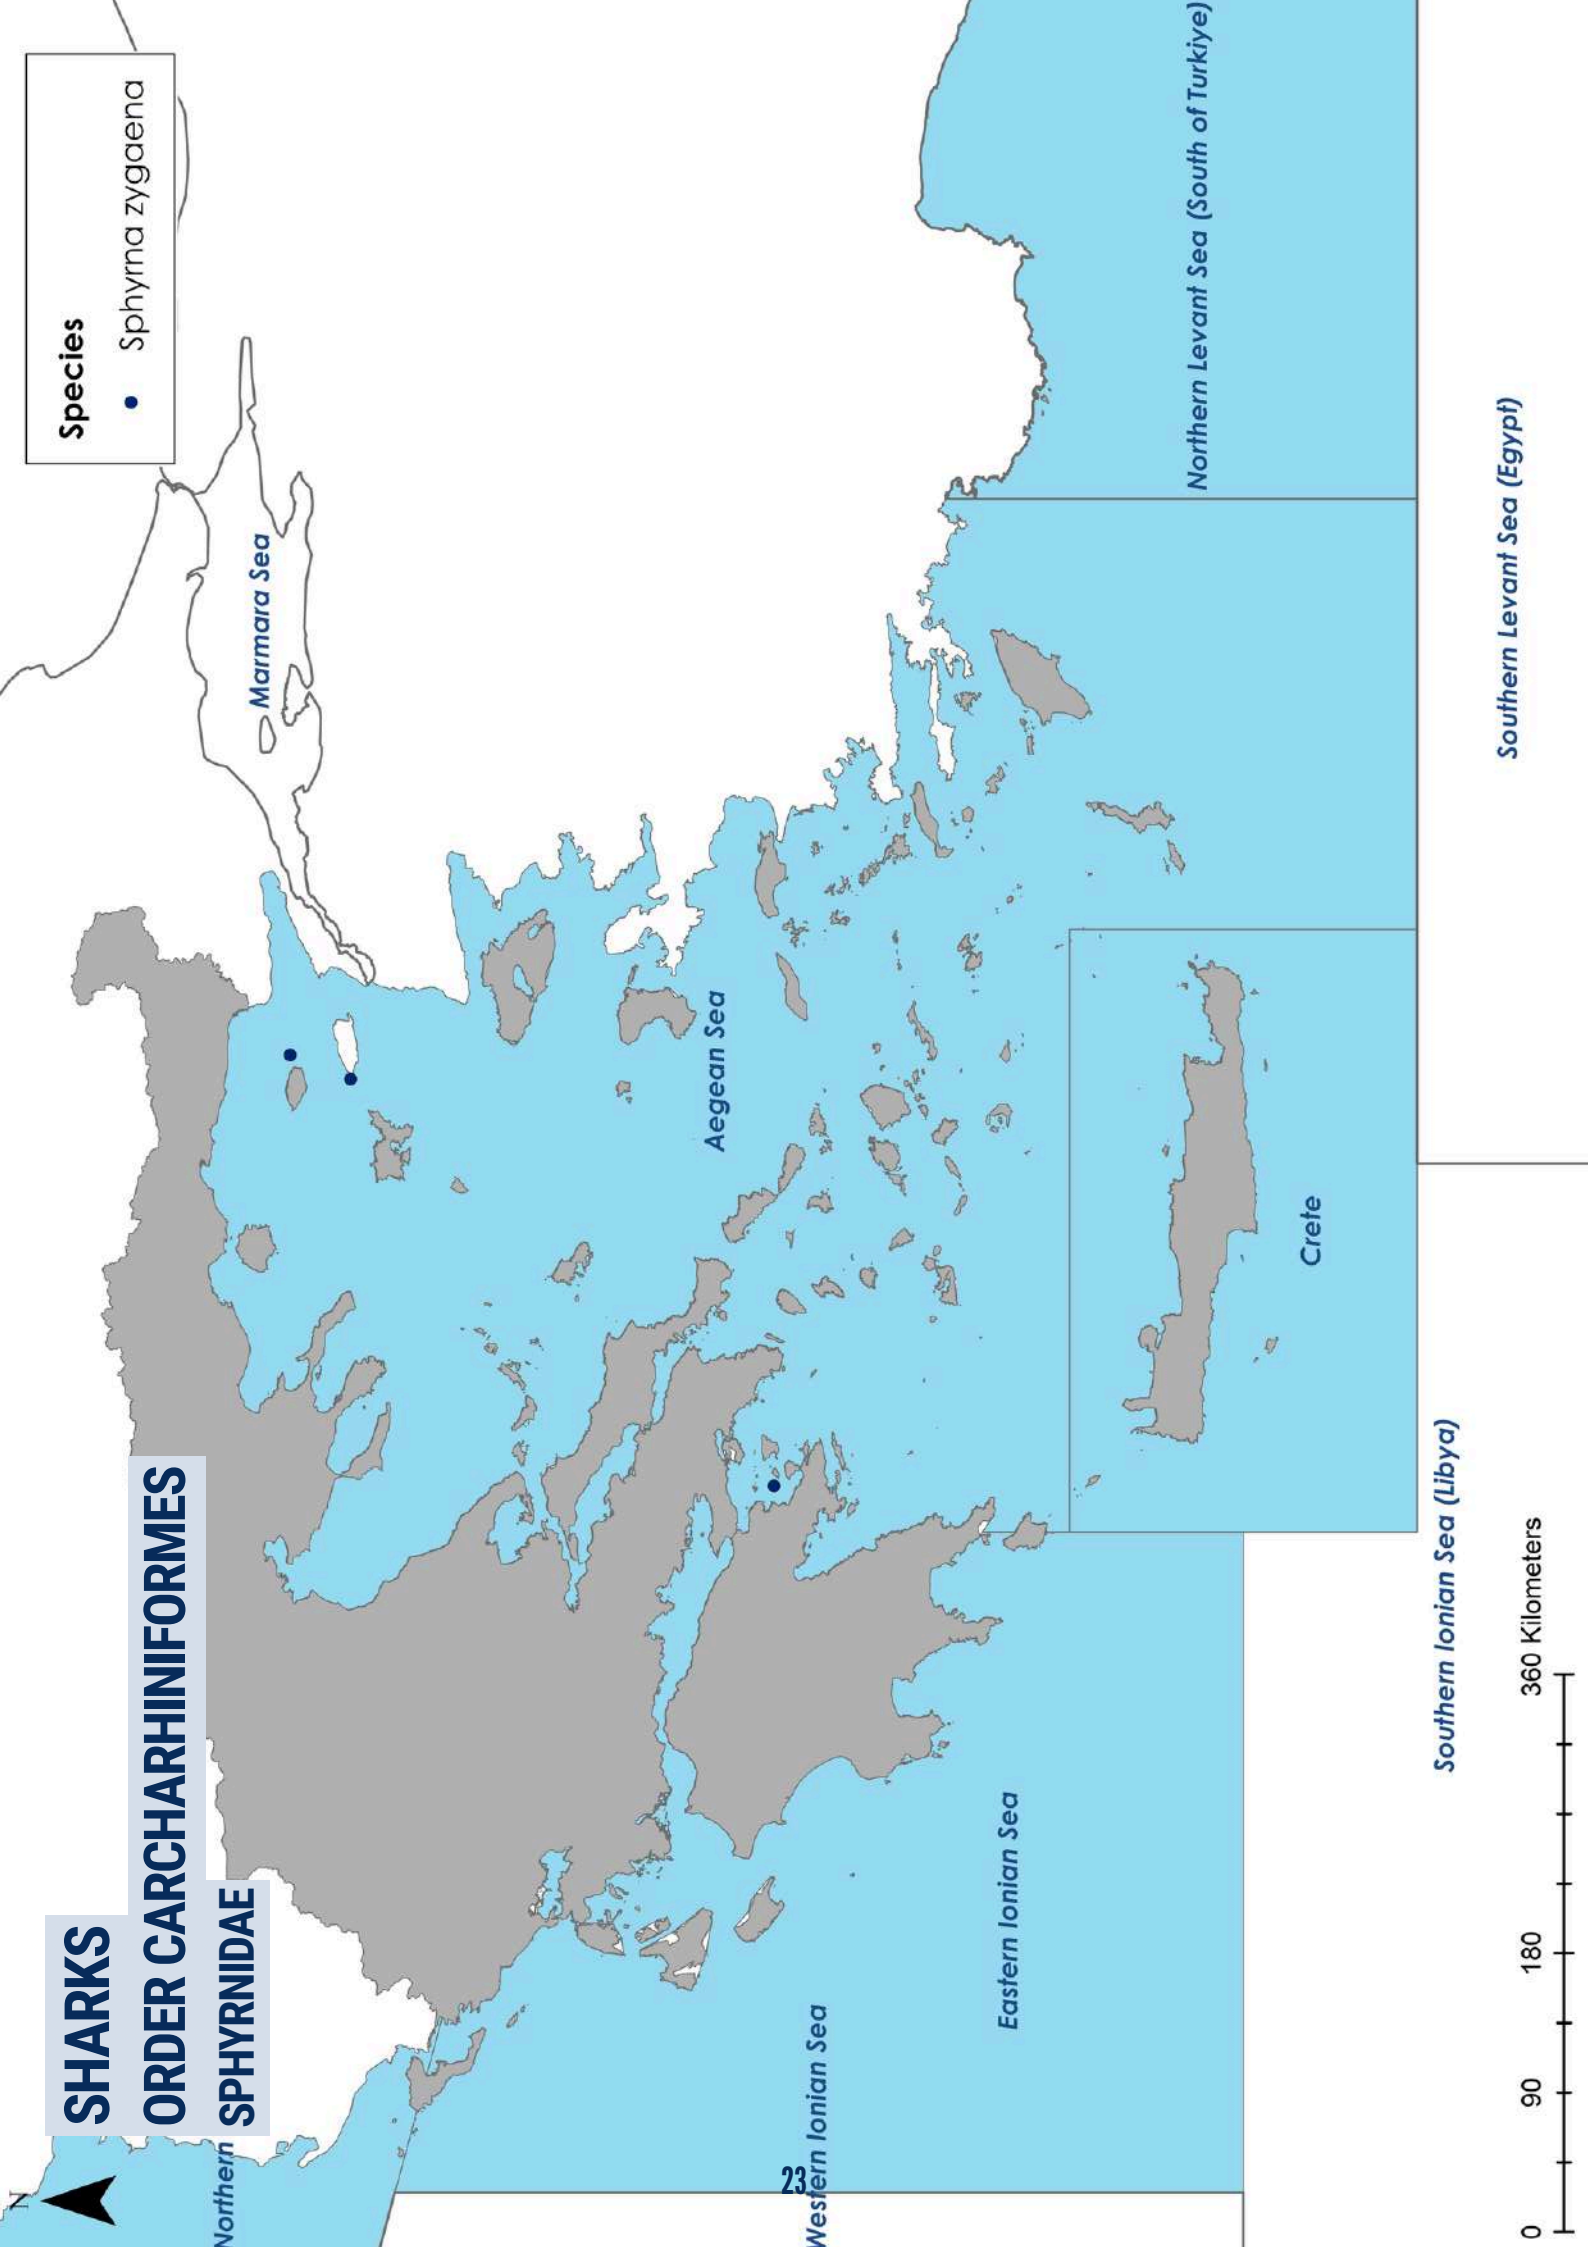 SHARKS
ORDER CARCHARHINIFORMES
SPHYRNIDAE
Species
Sphyrna zygaena
N
Northern
Marmara Sea
Aegean Sea
Western Ionian Sea
Eastern Ionian Sea
Crete
Northern Levant Sea (South of Turkiye)
Southern Ionian Sea (Libya)
Southern Levant Sea (Egypt)
0 90 180 360 Kilometers
23